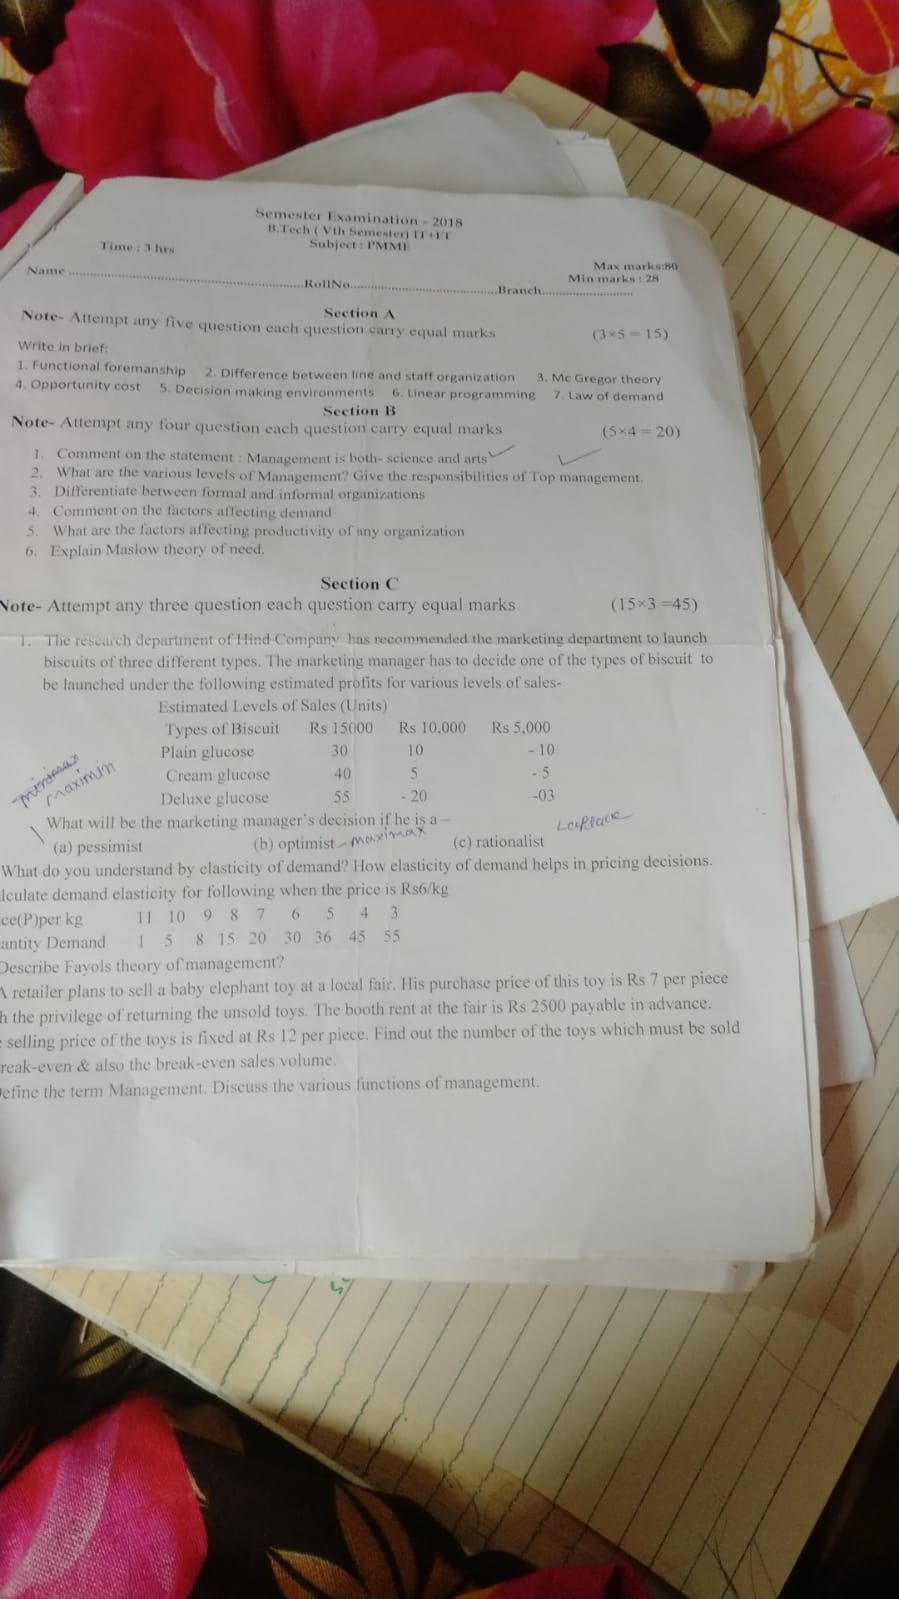 Semester Examination - 2018
B.Tech ( Vth Semester) IT+FT
Time : 3 hrs Subject : PMME
Max marks:80
Name ........ RollNo........ Branch........ Min marks : 28
Section A
Note- Attempt any five question each question carry equal marks (3×5 = 15)
Write in brief:
1. Functional foremanship 2. Difference between line and staff organization 3. Mc Gregor theory
4. Opportunity cost 5. Decision making environments 6. Linear programming 7. Law of demand
Section B
Note- Attempt any four question each question carry equal marks (5×4 = 20)
1. Comment on the statement : Management is both- science and arts
2. What are the various levels of Management? Give the responsibilities of Top management.
3. Differentiate between formal and informal organizations
4. Comment on the factors affecting demand
5. What are the factors affecting productivity of any organization
6. Explain Maslow theory of need.
Section C
Note- Attempt any three question each question carry equal marks (15×3 =45)
1. The research department of Hind Company has recommended the marketing department to launch
biscuits of three different types. The marketing manager has to decide one of the types of biscuit to
be launched under the following estimated profits for various levels of sales-
Estimated Levels of Sales (Units)
Types of Biscuit Rs 15000 Rs 10,000 Rs 5,000
Plain glucose 30 10 - 10
Cream glucose 40 5 - 5
Deluxe glucose 55 - 20 -03
maximin
What will be the marketing manager's decision if he is a –
(a) pessimist (b) optimist - maximax (c) rationalist Laplace
What do you understand by elasticity of demand? How elasticity of demand helps in pricing decisions.
lculate demand elasticity for following when the price is Rs6/kg
ce(P)per kg 11 10 9 8 7 6 5 4 3
antity Demand 1 5 8 15 20 30 36 45 55
Describe Fayols theory of management?
A retailer plans to sell a baby elephant toy at a local fair. His purchase price of this toy is Rs 7 per piece
h the privilege of returning the unsold toys. The booth rent at the fair is Rs 2500 payable in advance.
e selling price of the toys is fixed at Rs 12 per piece. Find out the number of the toys which must be sold
reak-even & also the break-even sales volume.
Define the term Management. Discuss the various functions of management.